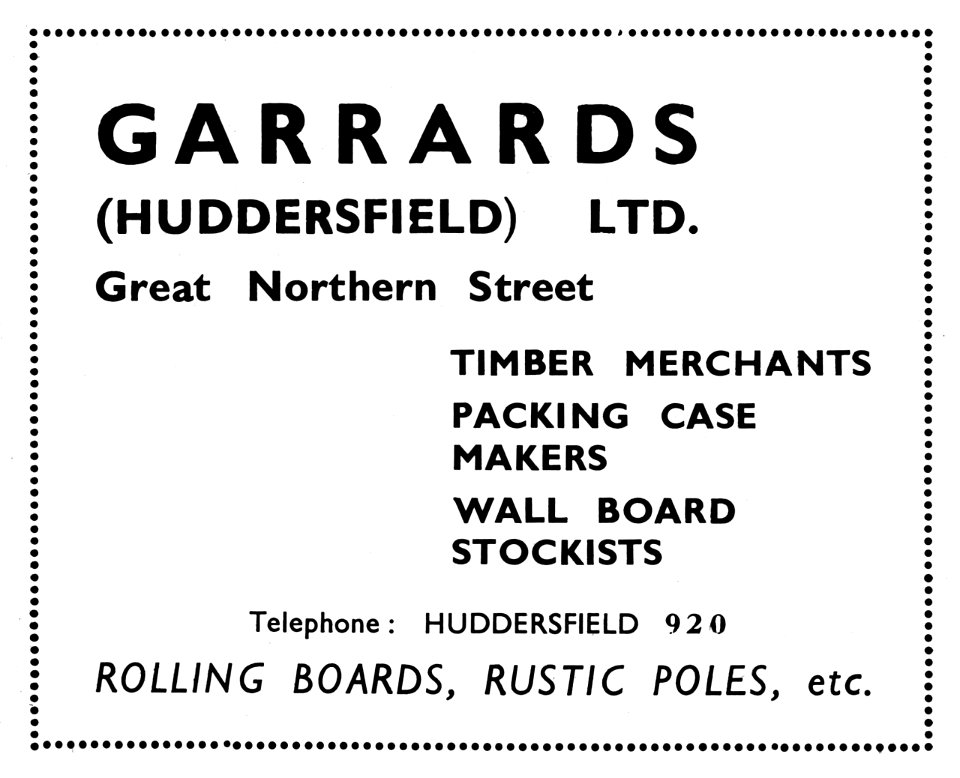 GARRARDS
(HUDDERSFIELD) LTD.
Great Northern Street
TIMBER MERCHANTS
PACKING CASE
MAKERS
WALL BOARD
STOCKISTS
Telephone : HUDDERSFIELD 920
ROLLING BOARDS, RUSTIC POLES, etc.